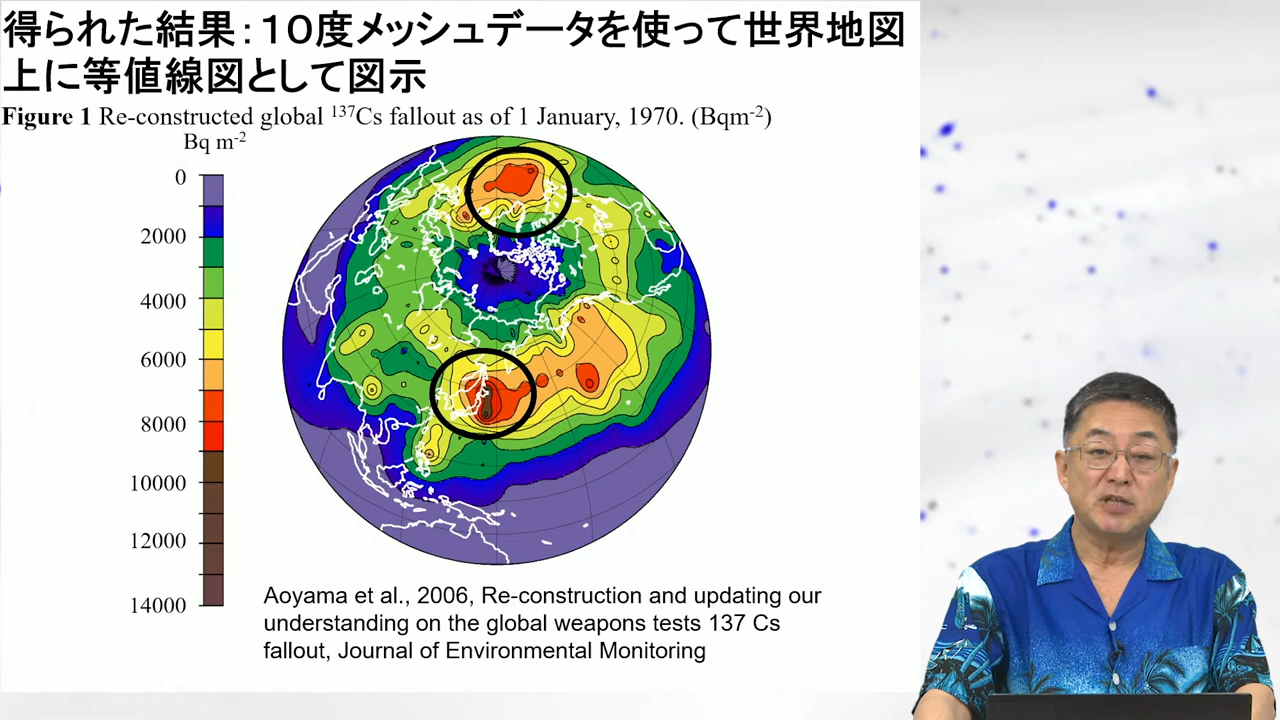 得られた結果：１０度メッシュデータを使って世界地図
上に等値線図として図示
Figure 1 Re-constructed global 137Cs fallout as of 1 January, 1970. (Bqm-2)
Bq m-2
0
2000
4000
6000
8000
10000
12000
14000
Aoyama et al., 2006, Re-construction and updating our
understanding on the global weapons tests 137 Cs
fallout, Journal of Environmental Monitoring